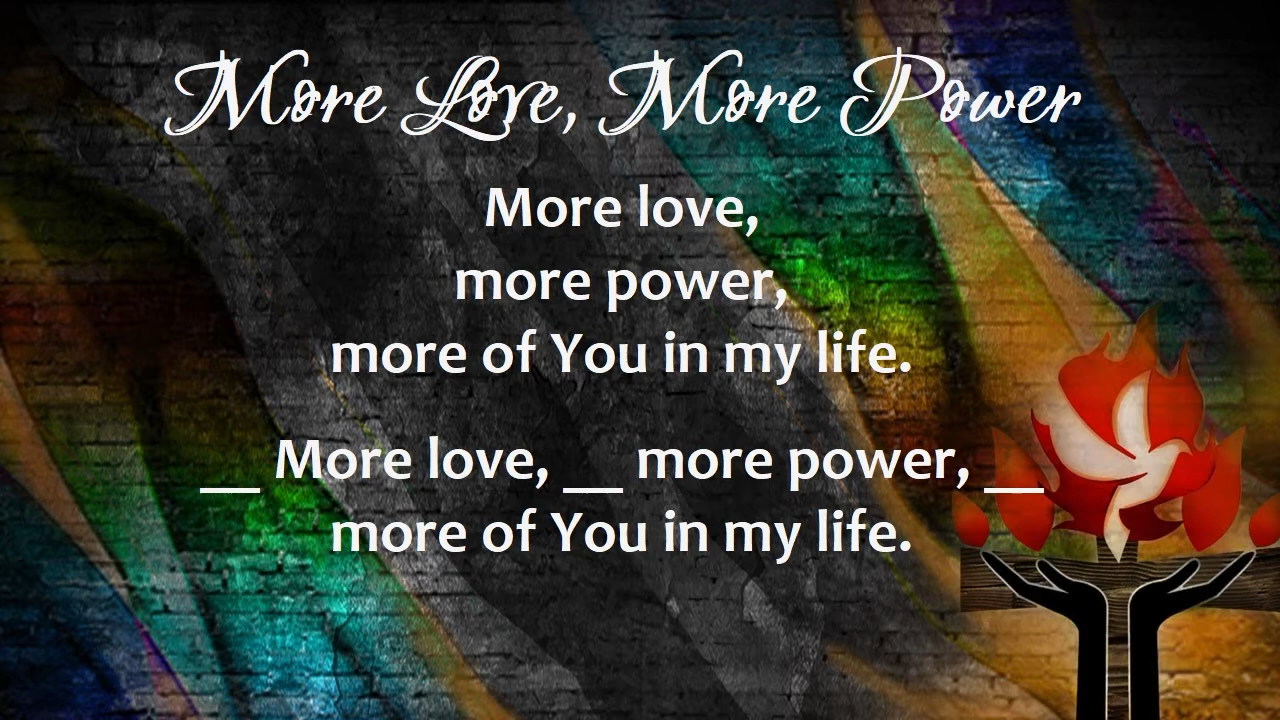 More Love, More Power
More love,
more power,
more of You in my life.
__ More love, __ more power, __
more of You in my life.